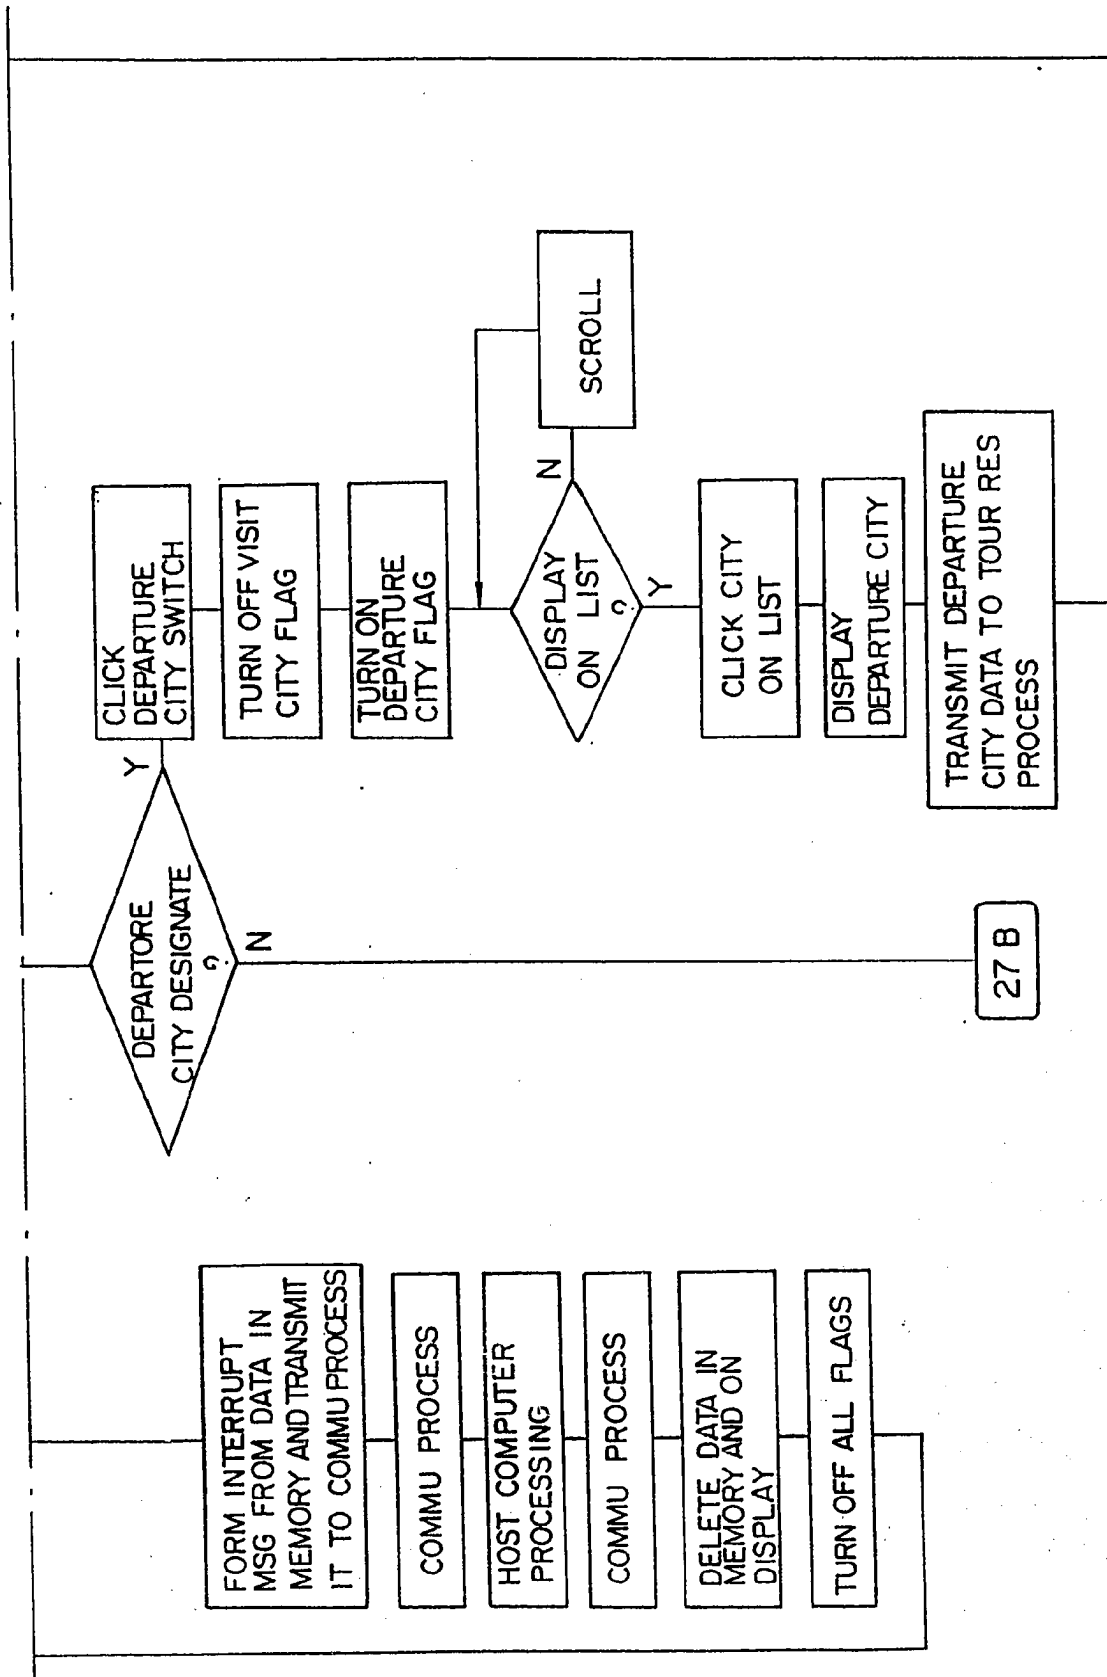 FORM INTERRUPT
MSG FROM DATA IN
MEMORY AND TRANSMIT
IT TO COMMU PROCESS
COMMU PROCESS
HOST COMPUTER
PROCESSING
COMMU PROCESS
DELETE DATA IN
MEMORY AND ON
DISPLAY
TURN OFF ALL FLAGS
DEPARTORE
CITY DESIGNATE
?
Y
N
27 B
CLICK
DEPARTURE
CITY SWITCH
TURN OFF VISIT
CITY FLAG
TURN ON
DEPARTURE
CITY FLAG
DISPLAY
ON LIST
?
N
Y
SCROLL
CLICK CITY
ON LIST
DISPLAY
DEPARTURE CITY
TRANSMIT DEPARTURE
CITY DATA TO TOUR RES
PROCESS